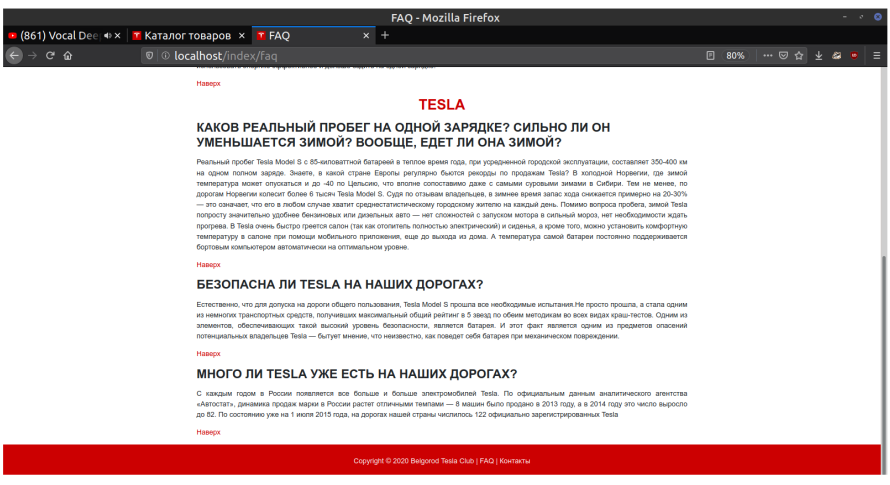 FAQ - Mozilla Firefox
(861) Vocal Dee
Каталог товаров
FAQ
localhost/index/faq
80%
Наверх
TESLA
КАКОВ РЕАЛЬНЫЙ ПРОБЕГ НА ОДНОЙ ЗАРЯДКЕ? СИЛЬНО ЛИ ОН
УМЕНЬШАЕТСЯ ЗИМОЙ? ВООБЩЕ, ЕДЕТ ЛИ ОНА ЗИМОЙ?
Реальный пробег Tesla Model S с 85-киловаттной батареей в теплое время года, при усредненной городской эксплуатации, составляет 350-400 км
на одном полном заряде. Знаете, в какой стране Европы регулярно бьются рекорды по продажам Tesla? В холодной Норвегии, где зимой
температура может опускаться и до -40 по Цельсию, что вполне сопоставимо даже с самыми суровыми зимами в Сибири. Тем не менее, по
дорогам Норвегии колесит более 6 тысяч Tesla Model S. Судя по отзывам владельцев, в зимнее время запас хода снижается примерно на 20-30%
— это означает, что его в любом случае хватит среднестатистическому городскому жителю на каждый день. Помимо вопроса пробега, зимой Tesla
попросту значительно удобнее бензиновых или дизельных авто — нет сложностей с запуском мотора в сильный мороз, нет необходимости ждать
прогрева. В Tesla очень быстро греется салон (так как отопитель полностью электрический) и сиденья, а кроме того, можно установить комфортную
температуру в салоне при помощи мобильного приложения, еще до выхода из дома. А температура самой батареи постоянно поддерживается
бортовым компьютером автоматически на оптимальном уровне.
Наверх
БЕЗОПАСНА ЛИ TESLA НА НАШИХ ДОРОГАХ?
Естественно, что для допуска на дороги общего пользования, Tesla Model S прошла все необходимые испытания.Не просто прошла, а стала одним
из немногих транспортных средств, получивших максимальный общий рейтинг в 5 звезд по обеим методикам во всех видах краш-тестов. Одним из
элементов, обеспечивающих такой высокий уровень безопасности, является батарея. И этот факт является одним из предметов опасений
потенциальных владельцев Tesla — бытует мнение, что неизвестно, как поведет себя батарея при механическом повреждении.
Наверх
МНОГО ЛИ TESLA УЖЕ ЕСТЬ НА НАШИХ ДОРОГАХ?
С каждым годом в России появляется все больше и больше электромобилей Tesla. По официальным данным аналитического агентства
«Автостат», динамика продаж марки в России растет отличными темпами — 8 машин было продано в 2013 году, а в 2014 году это число выросло
до 82. По состоянию уже на 1 июля 2015 года, на дорогах нашей страны числилось 122 официально зарегистрированных Tesla
Наверх
Copyright © 2020 Belgorod Tesla Club | FAQ | Контакты